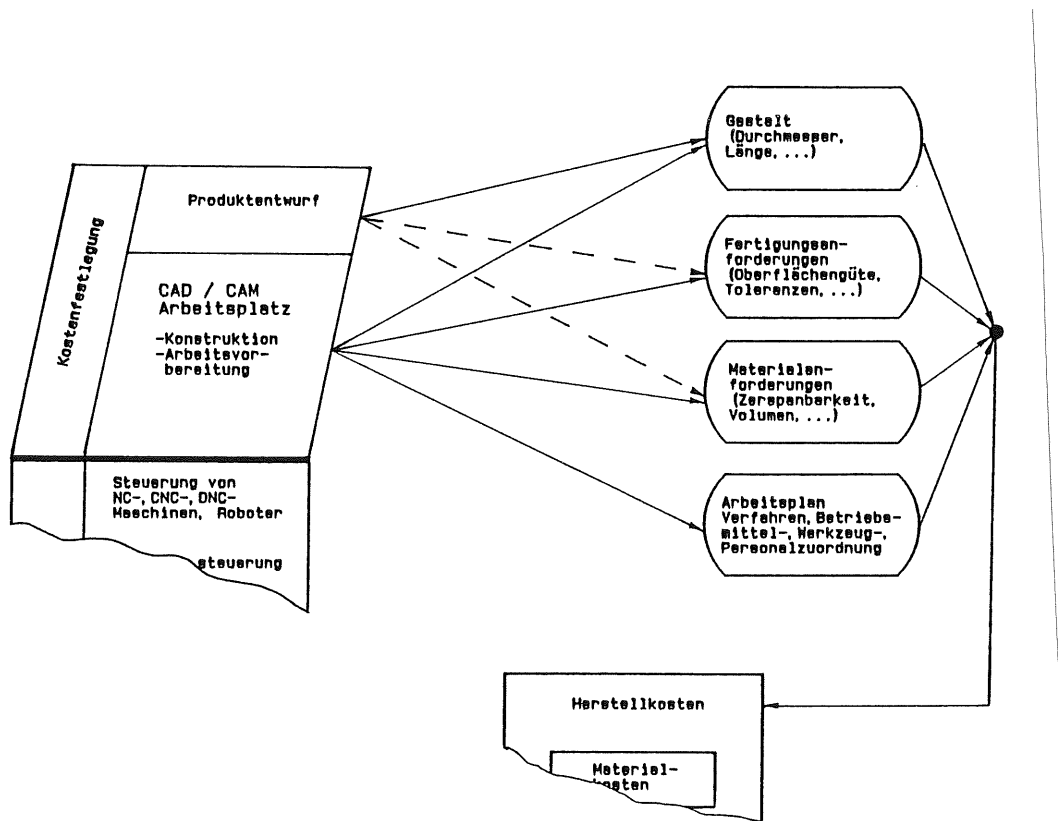 Gestalt
(Durchmesser,
Länge, ...)
Produktentwurf
Kostenfestlegung
Fertigungsan-
forderungen
(Oberflächengüte,
Toleranzen, ...)
CAD / CAM
Arbeitsplatz
-Konstruktion
-Arbeitsvor-
bereitung
Materialan-
forderungen
(Zerspanbarkeit,
Volumen, ...)
Steuerung von
NC-, CNC-, DNC-
Maschinen, Roboter
steuerung
Arbeitsplan
Verfahren, Betriebs-
mittel-, Werkzeug-,
Personalzuordnung
Herstellkosten
Material-
kosten